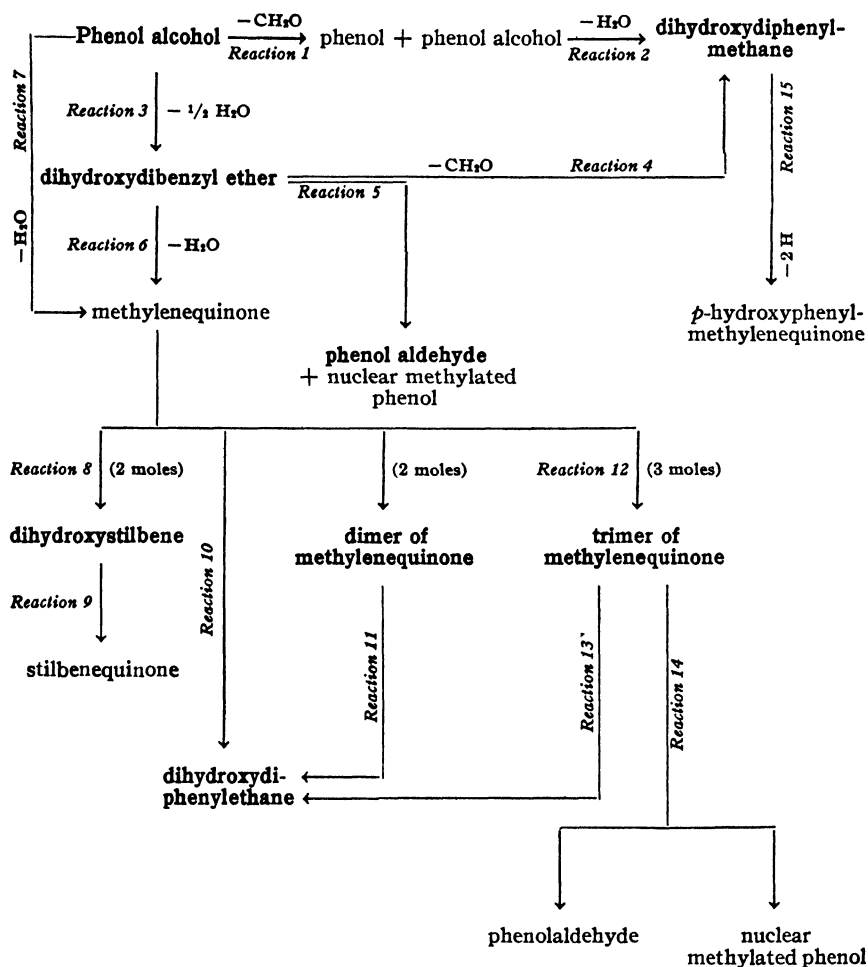 −CH₂O
−H₂O
Phenol alcohol → phenol + phenol alcohol → dihydroxydiphenyl-
methane
Reaction 1
Reaction 2
Reaction 7
−H₂O
Reaction 3
− ½ H₂O
Reaction 15
−2 H
dihydroxydibenzyl ether
−CH₂O
Reaction 4
Reaction 5
Reaction 6
−H₂O
methylenequinone
p-hydroxyphenyl-
methylenequinone
phenol aldehyde
+ nuclear methylated
phenol
Reaction 8
(2 moles)
Reaction 10
(2 moles)
Reaction 12
(3 moles)
dihydroxystilbene
dimer of
methylenequinone
trimer of
methylenequinone
Reaction 9
stilbenequinone
Reaction 11
Reaction 13`
Reaction 14
dihydroxydi-
phenylethane
phenolaldehyde
nuclear
methylated phenol